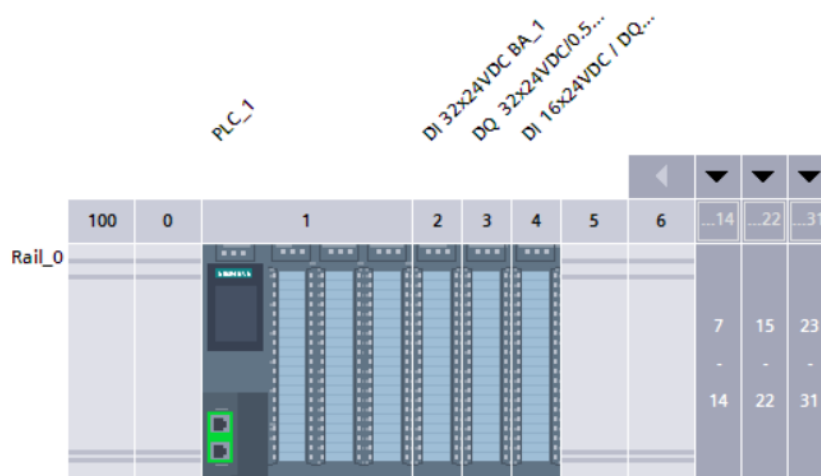 PLC_1
DI 32x24VDC BA_1
DQ 32x24VDC/0.5...
DI 16x24VDC / DQ...
100 0 1 2 3 4 5 6 ...14 ...22 ...31
Rail_0
SIEMENS
7 15 23
- - -
14 22 31